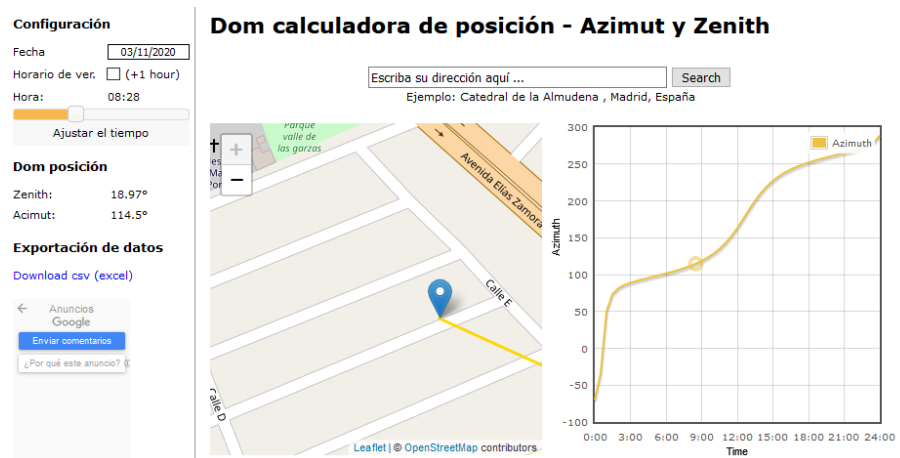 Configuración
Fecha 03/11/2020
Horario de ver. (+1 hour)
Hora: 08:28
Ajustar el tiempo
Dom posición
Zenith: 18.97°
Acimut: 114.5°
Exportación de datos
Download csv (excel)
Anuncios
Google
Enviar comentarios
¿Por qué este anuncio?
Dom calculadora de posición - Azimut y Zenith
Escriba su dirección aquí ... Search
Ejemplo: Catedral de la Almudena , Madrid, España
+
−
Parque
valle de
las garzas
Avenida Elías Zamora
Calle E
Calle D
Leaflet | © OpenStreetMap contributors
Azimuth
300
250
200
150
100
50
0
-50
-100
Azimuth
0:00 3:00 6:00 9:00 12:00 15:00 18:00 21:00 24:00
Time